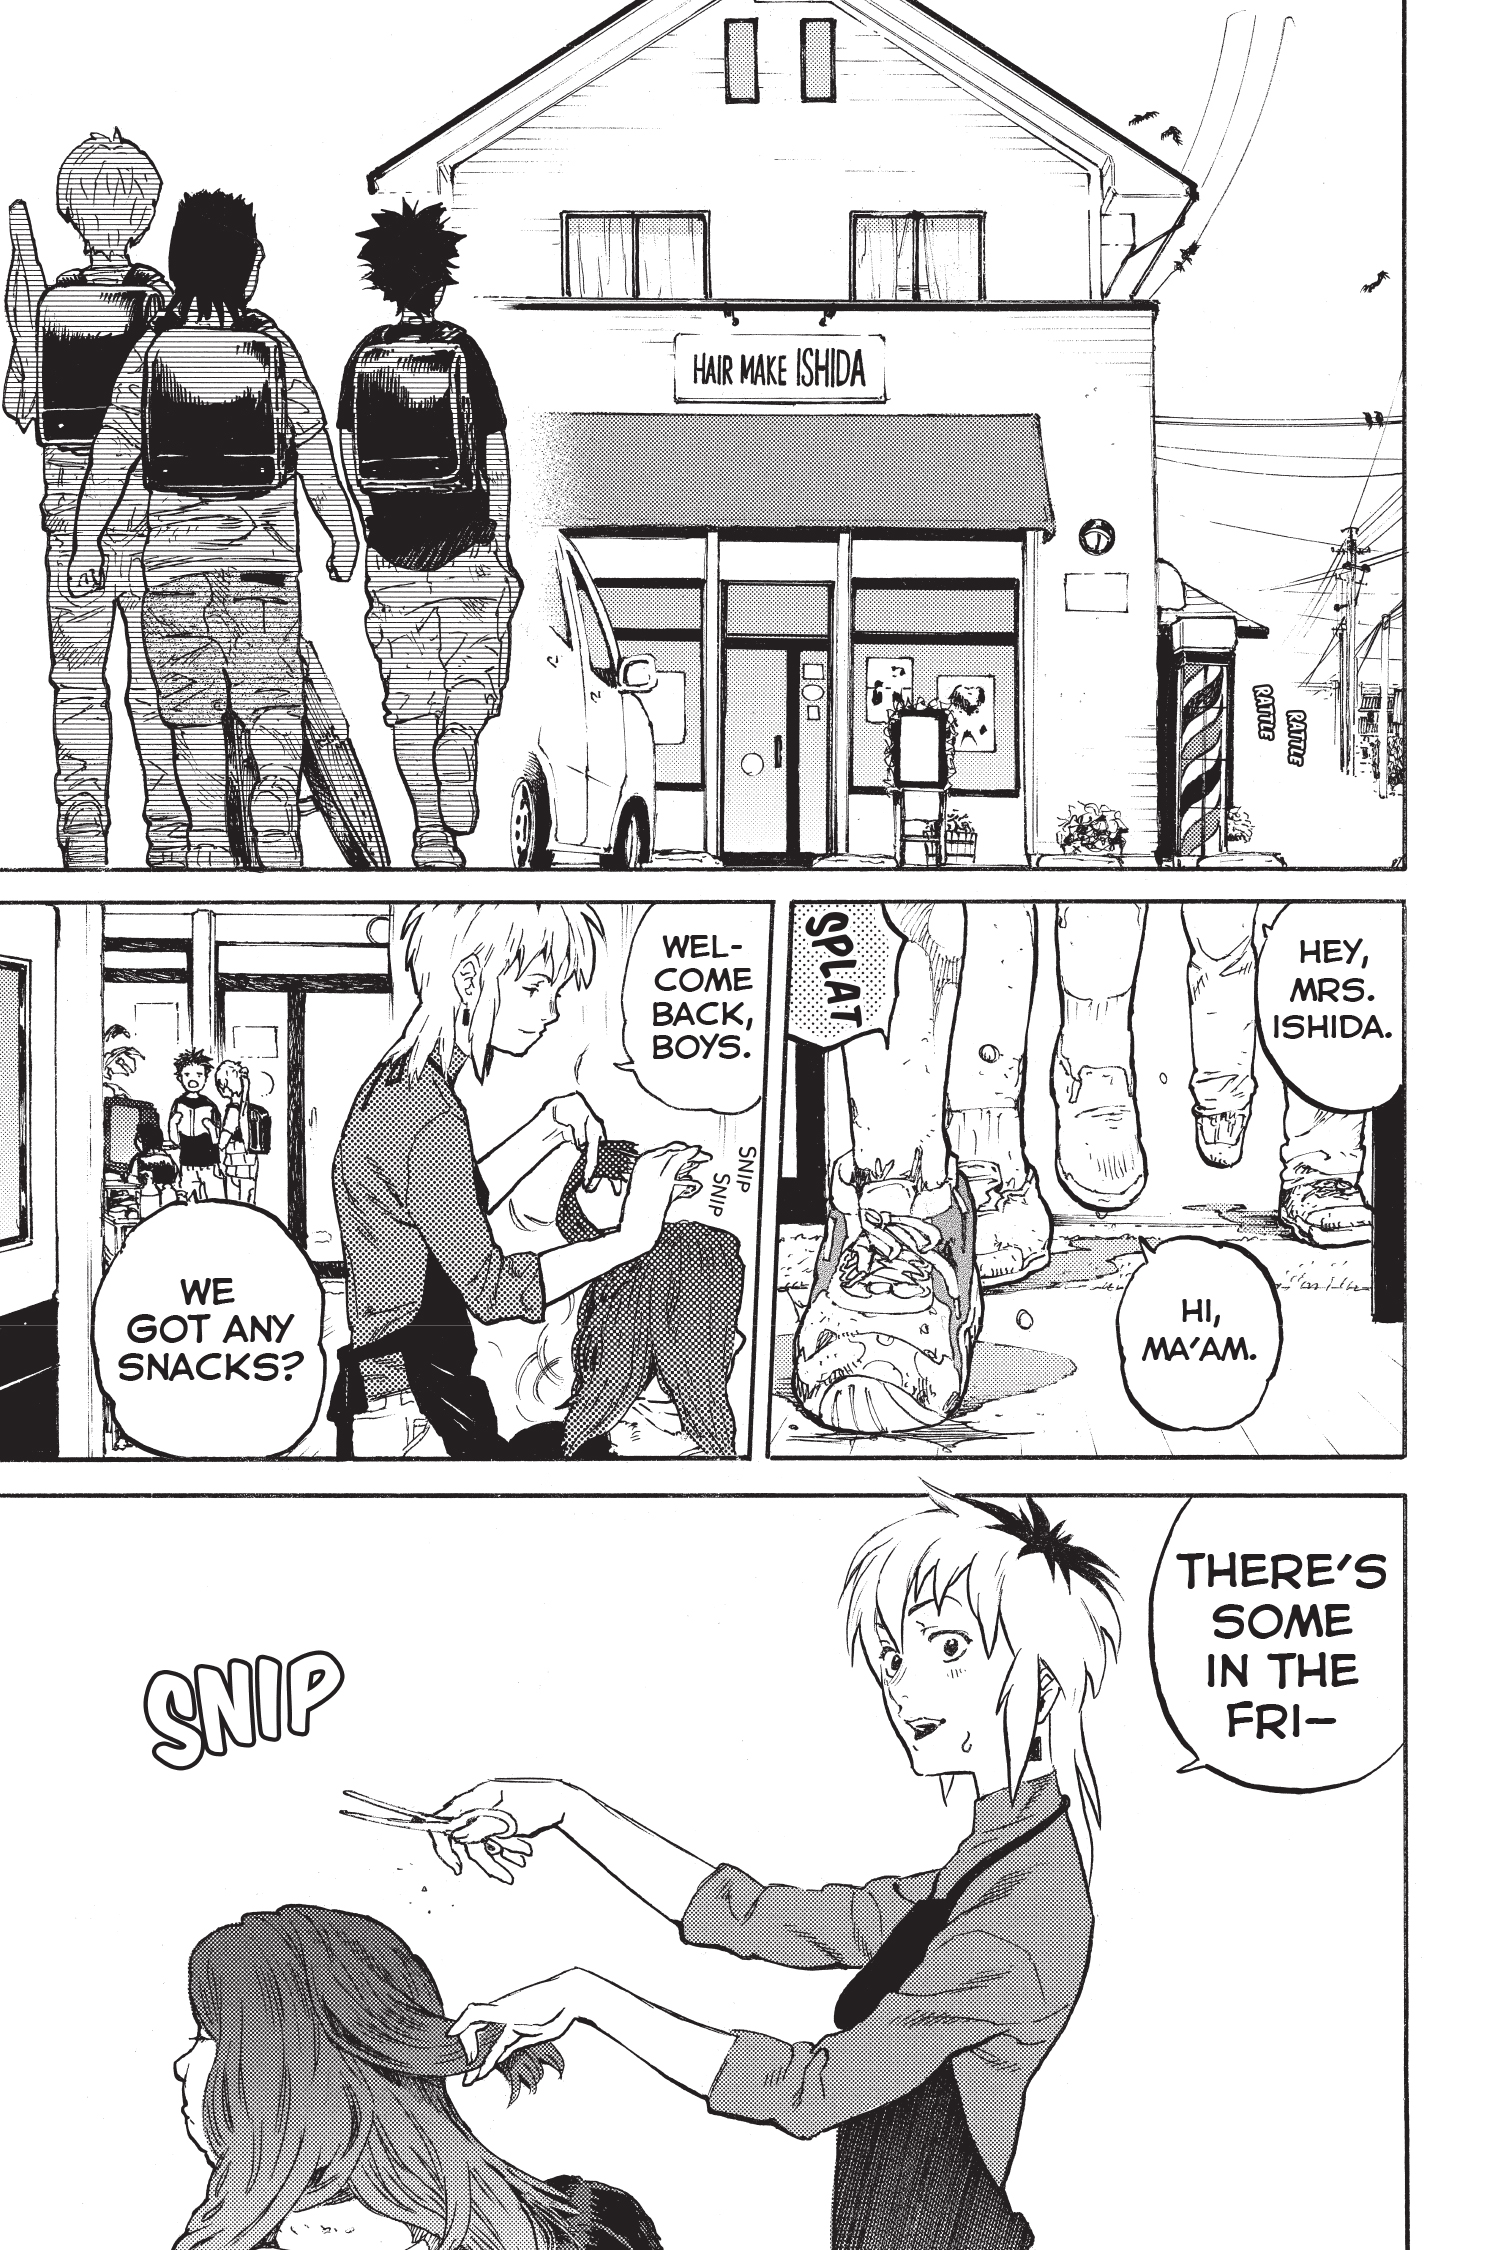 HAIR MAKE ISHIDA
RATTLE
RATTLE
HEY,
MRS.
ISHIDA.
SPLAT
HI,
MA'AM.
WEL-
COME
BACK,
BOYS.
SNIP
SNIP
WE
GOT ANY
SNACKS?
THERE'S
SOME
IN THE
FRI–
SNIP